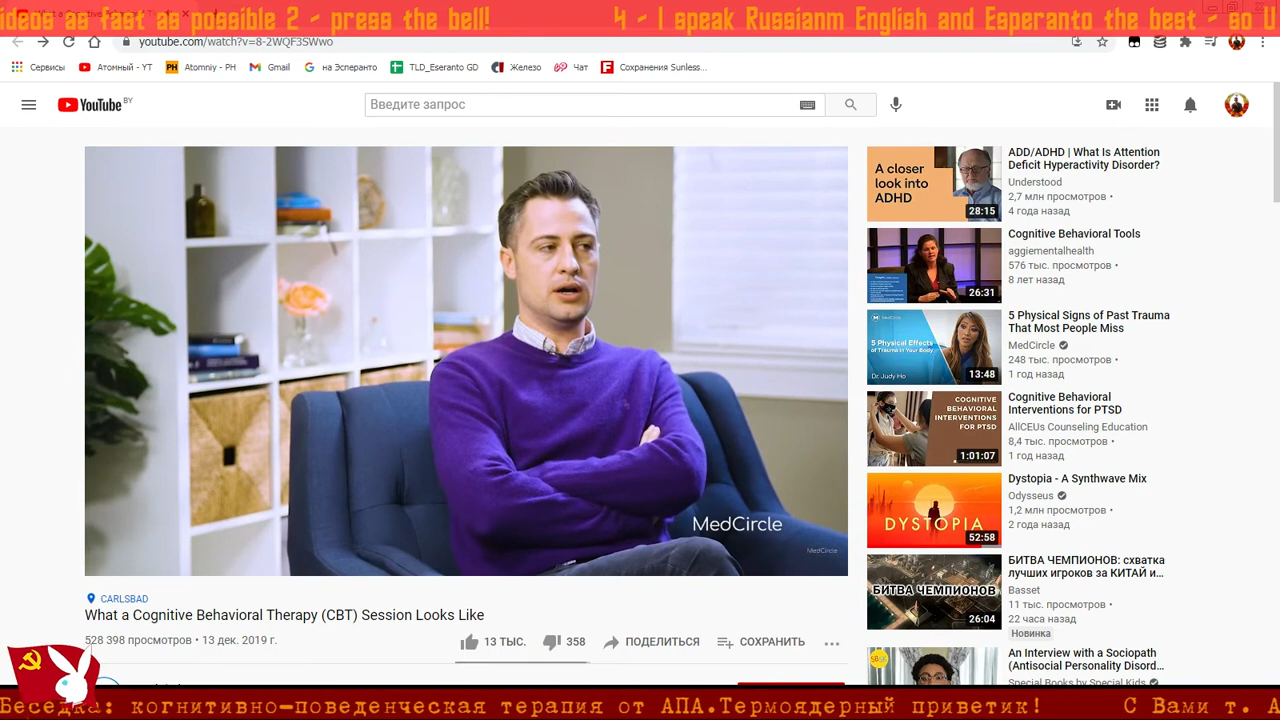 ideos as fast as possible 2 - press the bell! 4 - I speak Russianm English and Esperanto the best - so U
youtube.com/watch?v=8-2WQF3SWwo
Сервисы
Атомный - YT
PH Atomniy - PH
Gmail
на Эсперанто
TLD_Eseranto GD
Железо
Чат
Сохранения Sunless...
YouTube BY
Введите запрос
MedCircle
MedCircle
CARLSBAD
What a Cognitive Behavioral Therapy (CBT) Session Looks Like
528 398 просмотров • 13 дек. 2019 г.
13 ТЫС.
358
ПОДЕЛИТЬСЯ
СОХРАНИТЬ
A closer
look into
ADHD
28:15
ADD/ADHD | What Is Attention
Deficit Hyperactivity Disorder?
Understood
2,7 млн просмотров •
4 года назад
26:31
Cognitive Behavioral Tools
aggiementalhealth
576 тыс. просмотров •
8 лет назад
MedCircle
5 Physical Effects
of Trauma in Your Body
Dr. Judy Ho
13:48
5 Physical Signs of Past Trauma
That Most People Miss
MedCircle
248 тыс. просмотров •
1 год назад
COGNITIVE
BEHAVIORAL
INTERVENTIONS
FOR PTSD
1:01:07
Cognitive Behavioral
Interventions for PTSD
AllCEUs Counseling Education
8,4 тыс. просмотров •
1 год назад
DYSTOPIA
52:58
Dystopia - A Synthwave Mix
Odysseus
1,2 млн просмотров •
2 года назад
БИТВА ЧЕМПИОНОВ
26:04
БИТВА ЧЕМПИОНОВ: схватка
лучших игроков за КИТАЙ и...
Basset
11 тыс. просмотров •
22 часа назад
Новинка
SBSK
An Interview with a Sociopath
(Antisocial Personality Disord...
Special Books by Special Kids
Беседка: когнитивно-поведенческая терапия от АПА.Термоядерный приветик! С Вами т. А